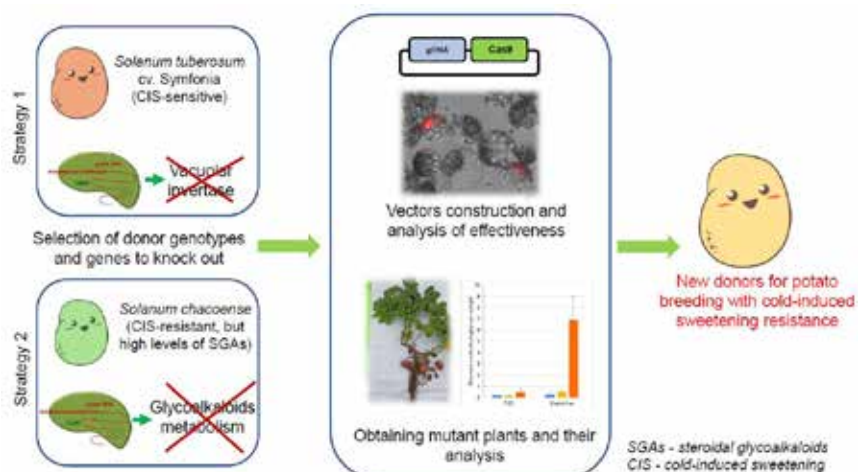 Strategy 1
Solanum tuberosum
cv. Symfonia
(CIS-sensitive)
Vacuolar
invertase
Selection of donor genotypes
and genes to knock out
Strategy 2
Solanum chacoense
(CIS-resistant, but
high levels of SGAs)
Glycoalkaloids
metabolism
gRNA
Cas9
Vectors construction and
analysis of effectiveness
Obtaining mutant plants and their
analysis
New donors for potato
breeding with cold-induced
sweetening resistance
SGAs - steroidal glycoalkaloids
CIS - cold-induced sweetening